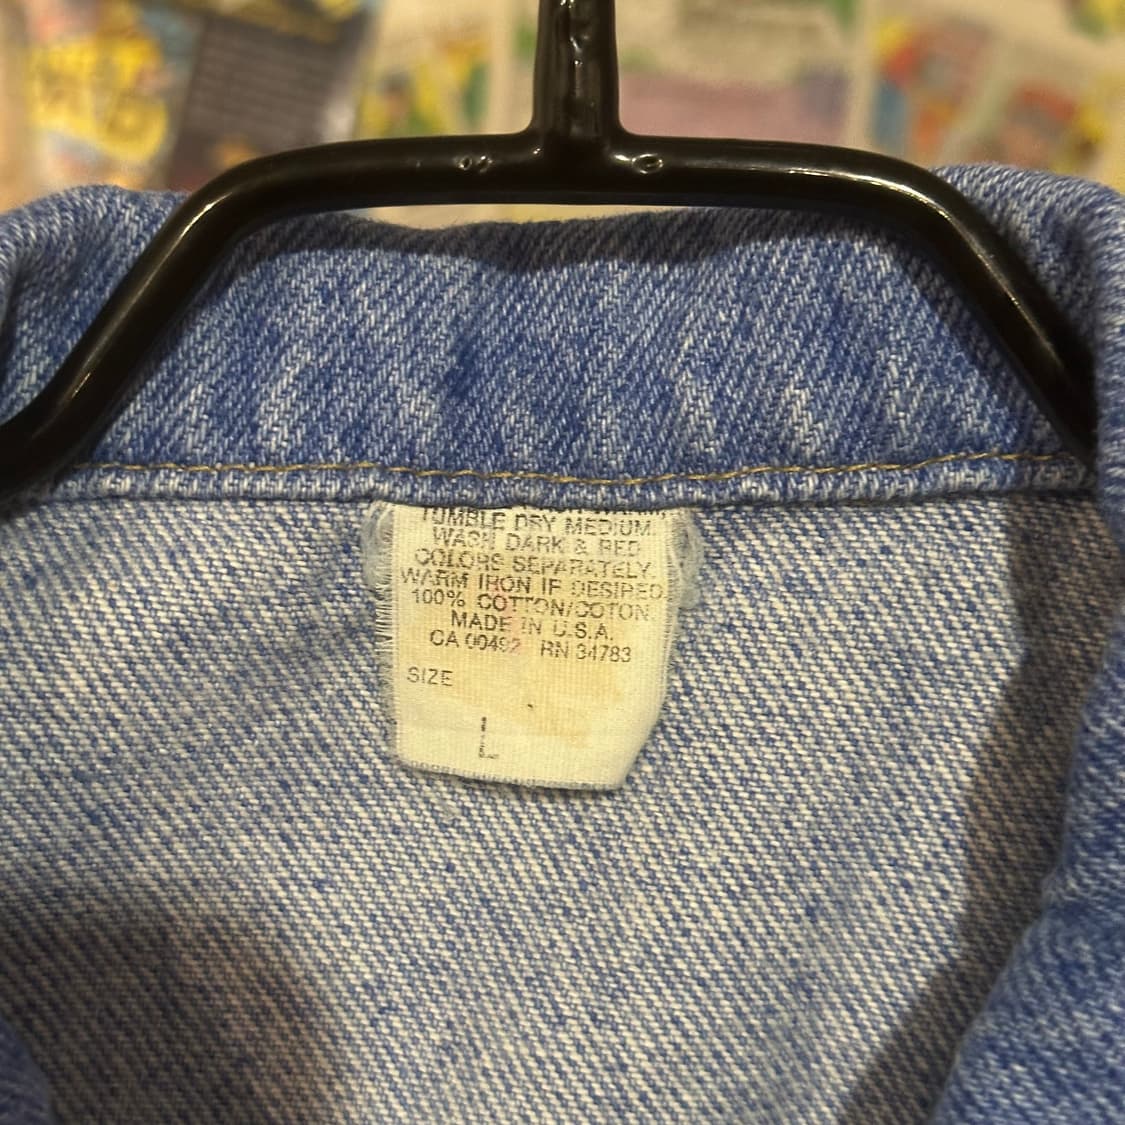 TUMBLE DRY MEDIUM.
WASH DARK & RED
COLORS SEPARATELY.
WARM IRON IF DESIRED.
100% COTTON/COTON
MADE IN U.S.A.
CA 00492 RN 34783
SIZE
L